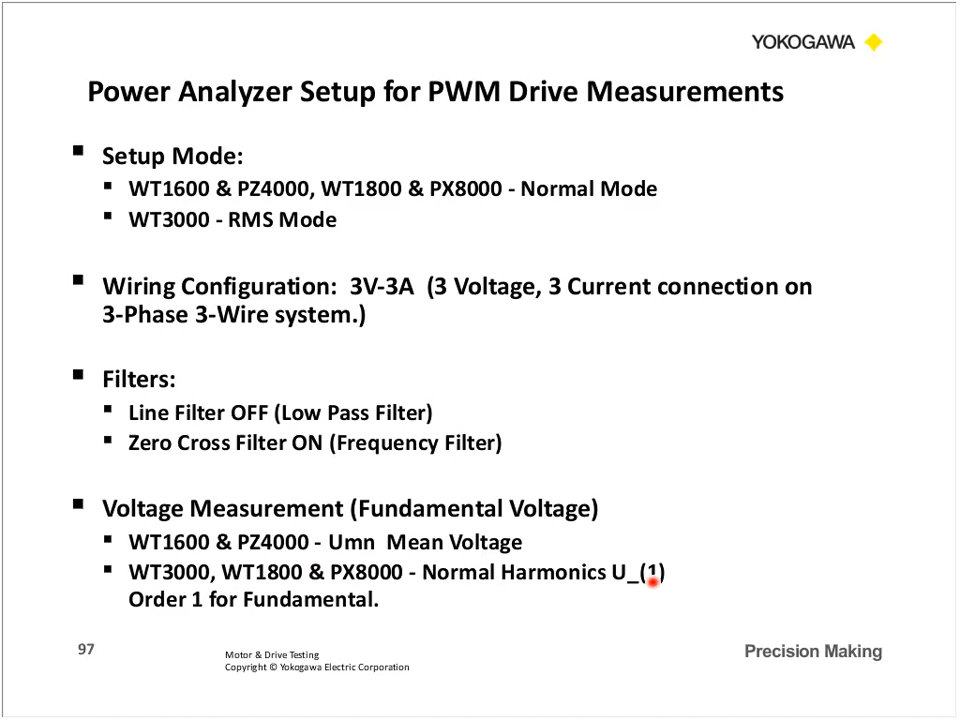 YOKOGAWA
Power Analyzer Setup for PWM Drive Measurements
Setup Mode:
WT1600 & PZ4000, WT1800 & PX8000 - Normal Mode
WT3000 - RMS Mode
Wiring Configuration: 3V-3A (3 Voltage, 3 Current connection on
3-Phase 3-Wire system.)
Filters:
Line Filter OFF (Low Pass Filter)
Zero Cross Filter ON (Frequency Filter)
Voltage Measurement (Fundamental Voltage)
WT1600 & PZ4000 - Umn Mean Voltage
WT3000, WT1800 & PX8000 - Normal Harmonics U_(1)
Order 1 for Fundamental.
97
Motor & Drive Testing
Copyright © Yokogawa Electric Corporation
Precision Making